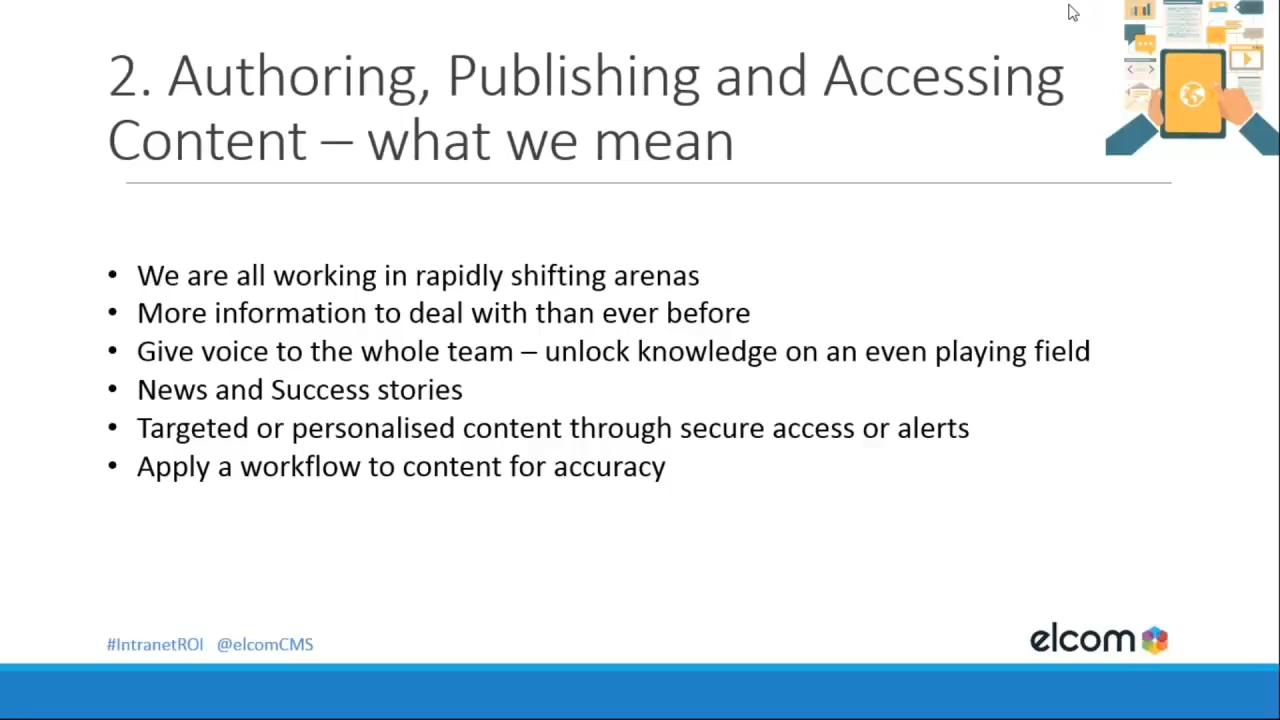 2. Authoring, Publishing and Accessing
Content – what we mean
• We are all working in rapidly shifting arenas
• More information to deal with than ever before
• Give voice to the whole team – unlock knowledge on an even playing field
• News and Success stories
• Targeted or personalised content through secure access or alerts
• Apply a workflow to content for accuracy
#IntranetROI @elcomCMS
elcom